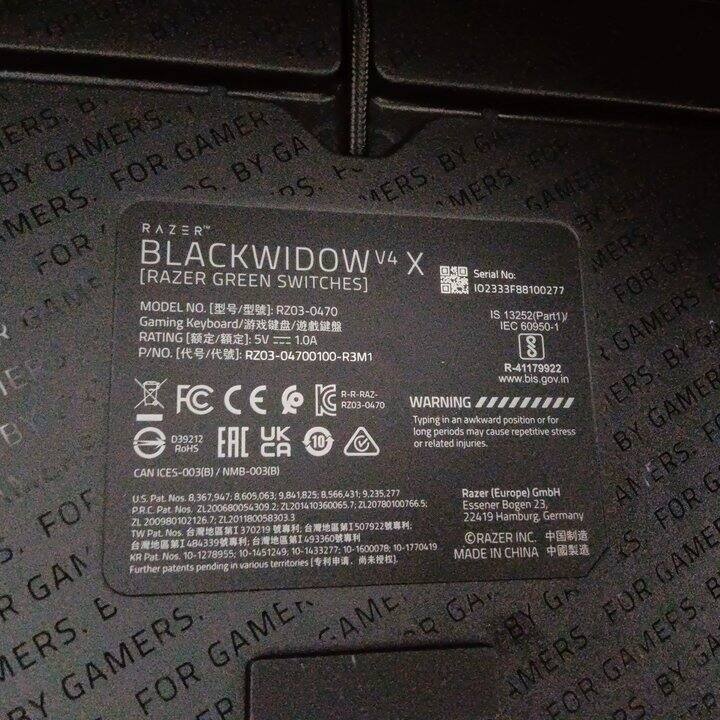 RAZER™
BLACKWIDOW V4 X
[RAZER GREEN SWITCHES]
MODEL NO. [型号/型號]: RZ03-0470
Gaming Keyboard/游戏键盘/遊戲鍵盤
RATING [额定/額定]: 5V ⎓ 1.0A
P/NO. [代号/代號]: RZ03-04700100-R3M1
Serial No:
IO2333F88100277
IS 13252(Part1)/
IEC 60950-1
R-41179922
www.bis.gov.in
FC CE
R-R-RAZ-
RZ03-0470
D39212
RoHS
EAC UK CA 10
CAN ICES-003(B) / NMB-003(B)
WARNING
Typing in an awkward position or for
long periods may cause repetitive stress
or related injuries.
U.S. Pat. Nos. 8,367,947; 8,605,063; 9,841,825; 8,566,431; 9,235,277
P.R.C. Pat. Nos. ZL200680054309.2; ZL201410360065.7; ZL20780100766.5;
ZL 200980102126.7; ZL201180058303.3
TW Pat. Nos. 台灣地區第I 370219 號專利; 台灣地區第I 507922號專利;
台灣地區第I 484339號專利; 台灣地區第I 493360號專利
KR Pat. Nos. 10-1278955; 10-1451249; 10-1433277; 10-1600078; 10-1770419
Further patents pending in various territories [专利申请，尚未授权].
Razer (Europe) GmbH
Essener Bogen 23,
22419 Hamburg, Germany
©RAZER INC. 中国制造
MADE IN CHINA 中國製造
FOR GAMERS. BY GAMERS.